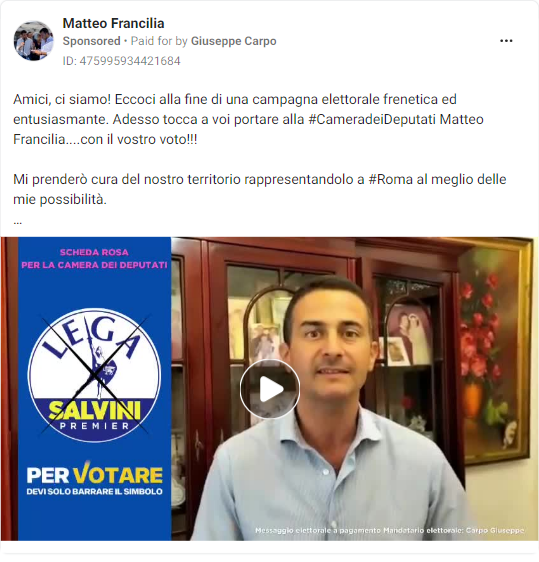 Matteo Francilia
Sponsored • Paid for by Giuseppe Carpo
ID: 475995934421684
Amici, ci siamo! Eccoci alla fine di una campagna elettorale frenetica ed
entusiasmante. Adesso tocca a voi portare alla #CameradeiDeputati Matteo
Francilia....con il vostro voto!!!
Mi prenderò cura del nostro territorio rappresentandolo a #Roma al meglio delle
mie possibilità.
...
SCHEDA ROSA
PER LA CAMERA DEI DEPUTATI
LEGA
SALVINI
PREMIER
PER VOTARE
DEVI SOLO BARRARE IL SIMBOLO
Messaggio elettorale a pagamento Mandatario elettorale: Carpo Giuseppe